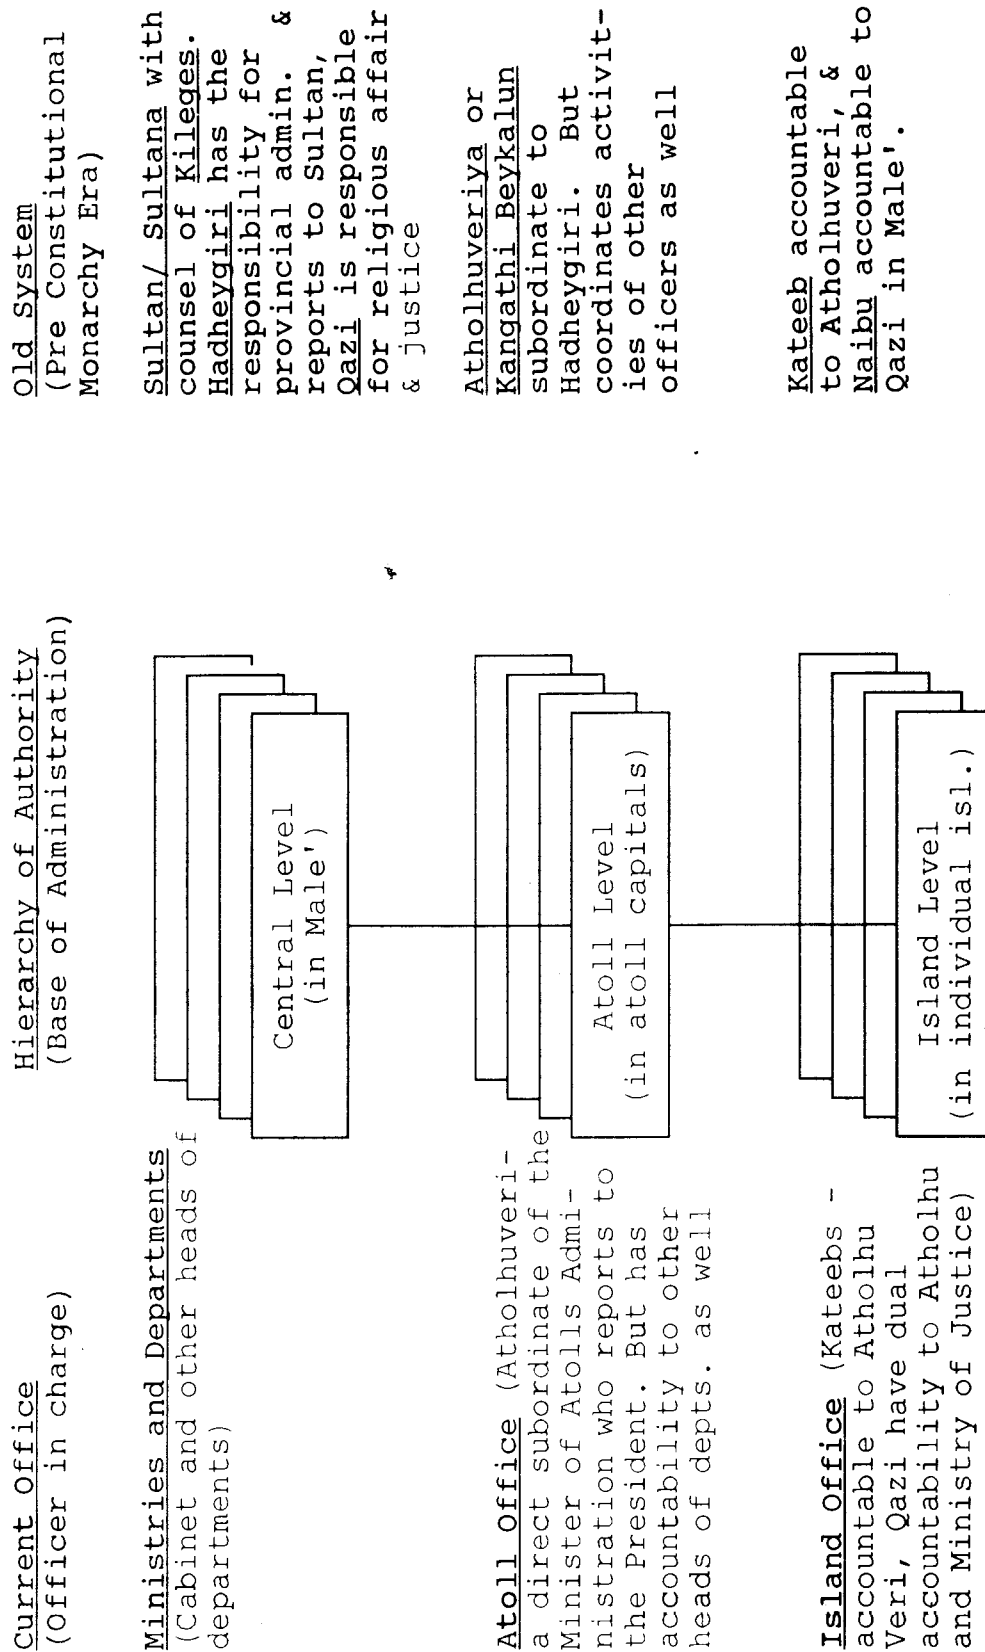 Current Office
(Officer in charge)
Ministries and Departments
(Cabinet and other heads of
departments)
Atoll Office (Atholhuveri-
a direct subordinate of the
Minister of Atolls Admi-
nistration who reports to
the President. But has
accountability to other
heads of depts. as well
Island Office (Kateebs -
accountable to Atholhu
Veri, Qazi have dual
accountability to Atholhu
and Ministry of Justice)
Hierarchy of Authority
(Base of Administration)
Central Level
(in Male')
Atoll Level
(in atoll capitals)
Island Level
(in individual isl.)
Old System
(Pre Constitutional
Monarchy Era)
Sultan/ Sultana with
counsel of Kileges.
Hadheygiri has the
responsibility for
provincial admin. &
reports to Sultan,
Qazi is responsible
for religious affair
& justice
Atholhuveriya or
Kangathi Beykalun
subordinate to
Hadheygiri. But
coordinates activit-
ies of other
officers as well
Kateeb accountable
to Atholhuveri, &
Naibu accountable to
Qazi in Male'.